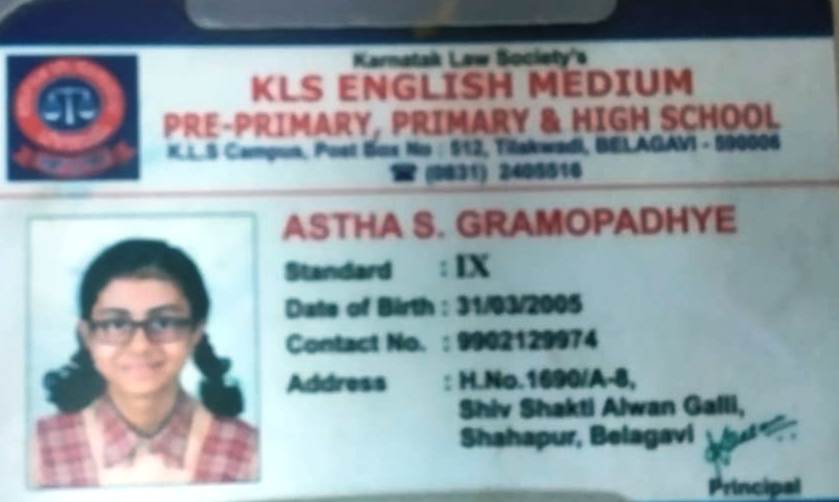 Karnatak Law Society's
KLS ENGLISH MEDIUM
PRE-PRIMARY, PRIMARY & HIGH SCHOOL
K.L.S Campus, Post Box No : 512, Tilakwadi, BELAGAVI - 590006
☎ (0831) 2405516
ASTHA S. GRAMOPADHYE
Standard : IX
Date of Birth : 31/03/2005
Contact No. : 9902129974
Address : H.No.1690/A-8,
Shiv Shakti Alwan Galli,
Shahapur, Belagavi
Principal